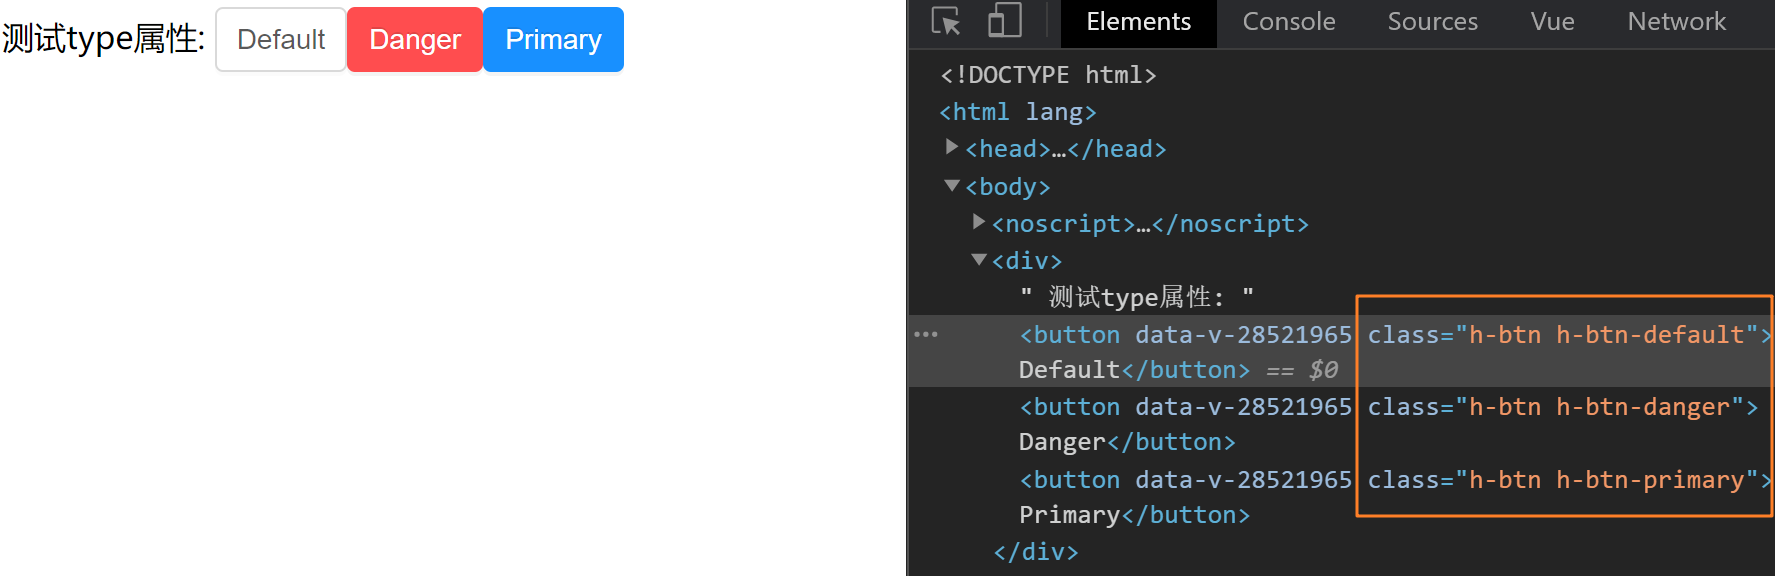 测试type属性: Default Danger Primary
Elements Console Sources Vue Network
<!DOCTYPE html>
<html lang>
<head>…</head>
<body>
<noscript>…</noscript>
<div>
" 测试type属性: "
<button data-v-28521965 class="h-btn h-btn-default">
Default</button> == $0
<button data-v-28521965 class="h-btn h-btn-danger">
Danger</button>
<button data-v-28521965 class="h-btn h-btn-primary">
Primary</button>
</div>